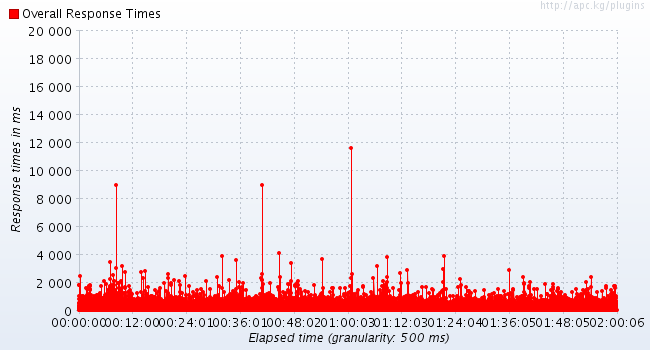 http://apc.kg/plugins
Overall Response Times
20 000
18 000
16 000
14 000
12 000
10 000
8 000
6 000
4 000
2 000
0
Response times in ms
00:00:00 00:12:00 00:24:01 00:36:01 00:48:02 01:00:03 01:12:03 01:24:04 01:36:05 01:48:05 02:00:06
Elapsed time (granularity: 500 ms)